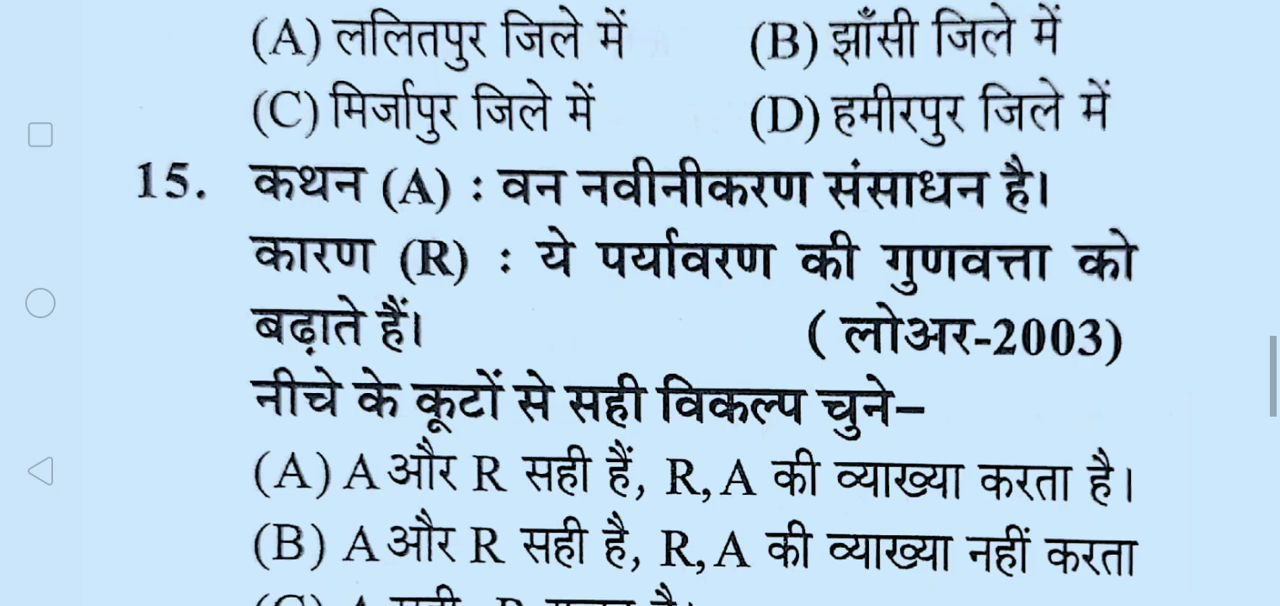 (A) ललितपुर जिले में (B) झाँसी जिले में
(C) मिर्जापुर जिले में (D) हमीरपुर जिले में
15. कथन (A) : वन नवीनीकरण संसाधन है।
कारण (R) : ये पर्यावरण की गुणवत्ता को
बढ़ाते हैं। ( लोअर-2003)
नीचे के कूटों से सही विकल्प चुने–
(A) A और R सही हैं, R, A की व्याख्या करता है।
(B) A और R सही है, R, A की व्याख्या नहीं करता